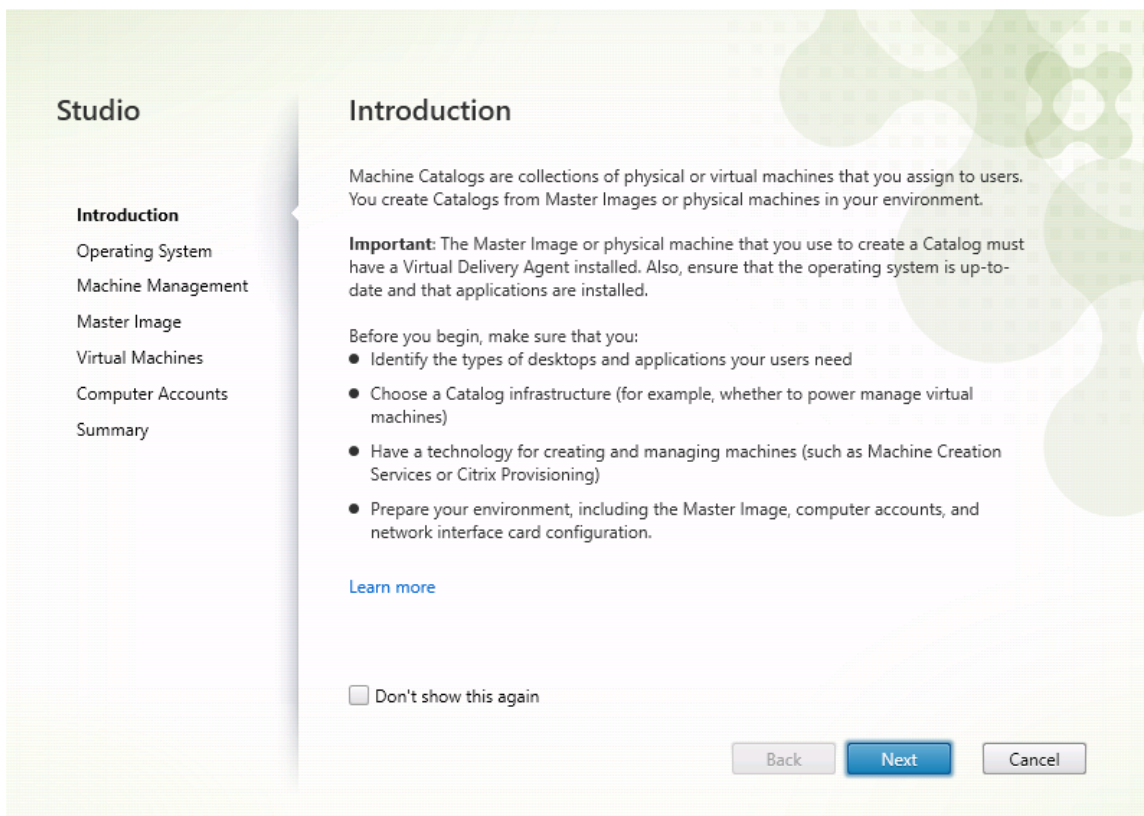 Studio
Introduction
Operating System
Machine Management
Master Image
Virtual Machines
Computer Accounts
Summary
Introduction
Machine Catalogs are collections of physical or virtual machines that you assign to users.
You create Catalogs from Master Images or physical machines in your environment.
Important: The Master Image or physical machine that you use to create a Catalog must
have a Virtual Delivery Agent installed. Also, ensure that the operating system is up-to-
date and that applications are installed.
Before you begin, make sure that you:
● Identify the types of desktops and applications your users need
● Choose a Catalog infrastructure (for example, whether to power manage virtual
machines)
● Have a technology for creating and managing machines (such as Machine Creation
Services or Citrix Provisioning)
● Prepare your environment, including the Master Image, computer accounts, and
network interface card configuration.
Learn more
Don't show this again
Back Next Cancel